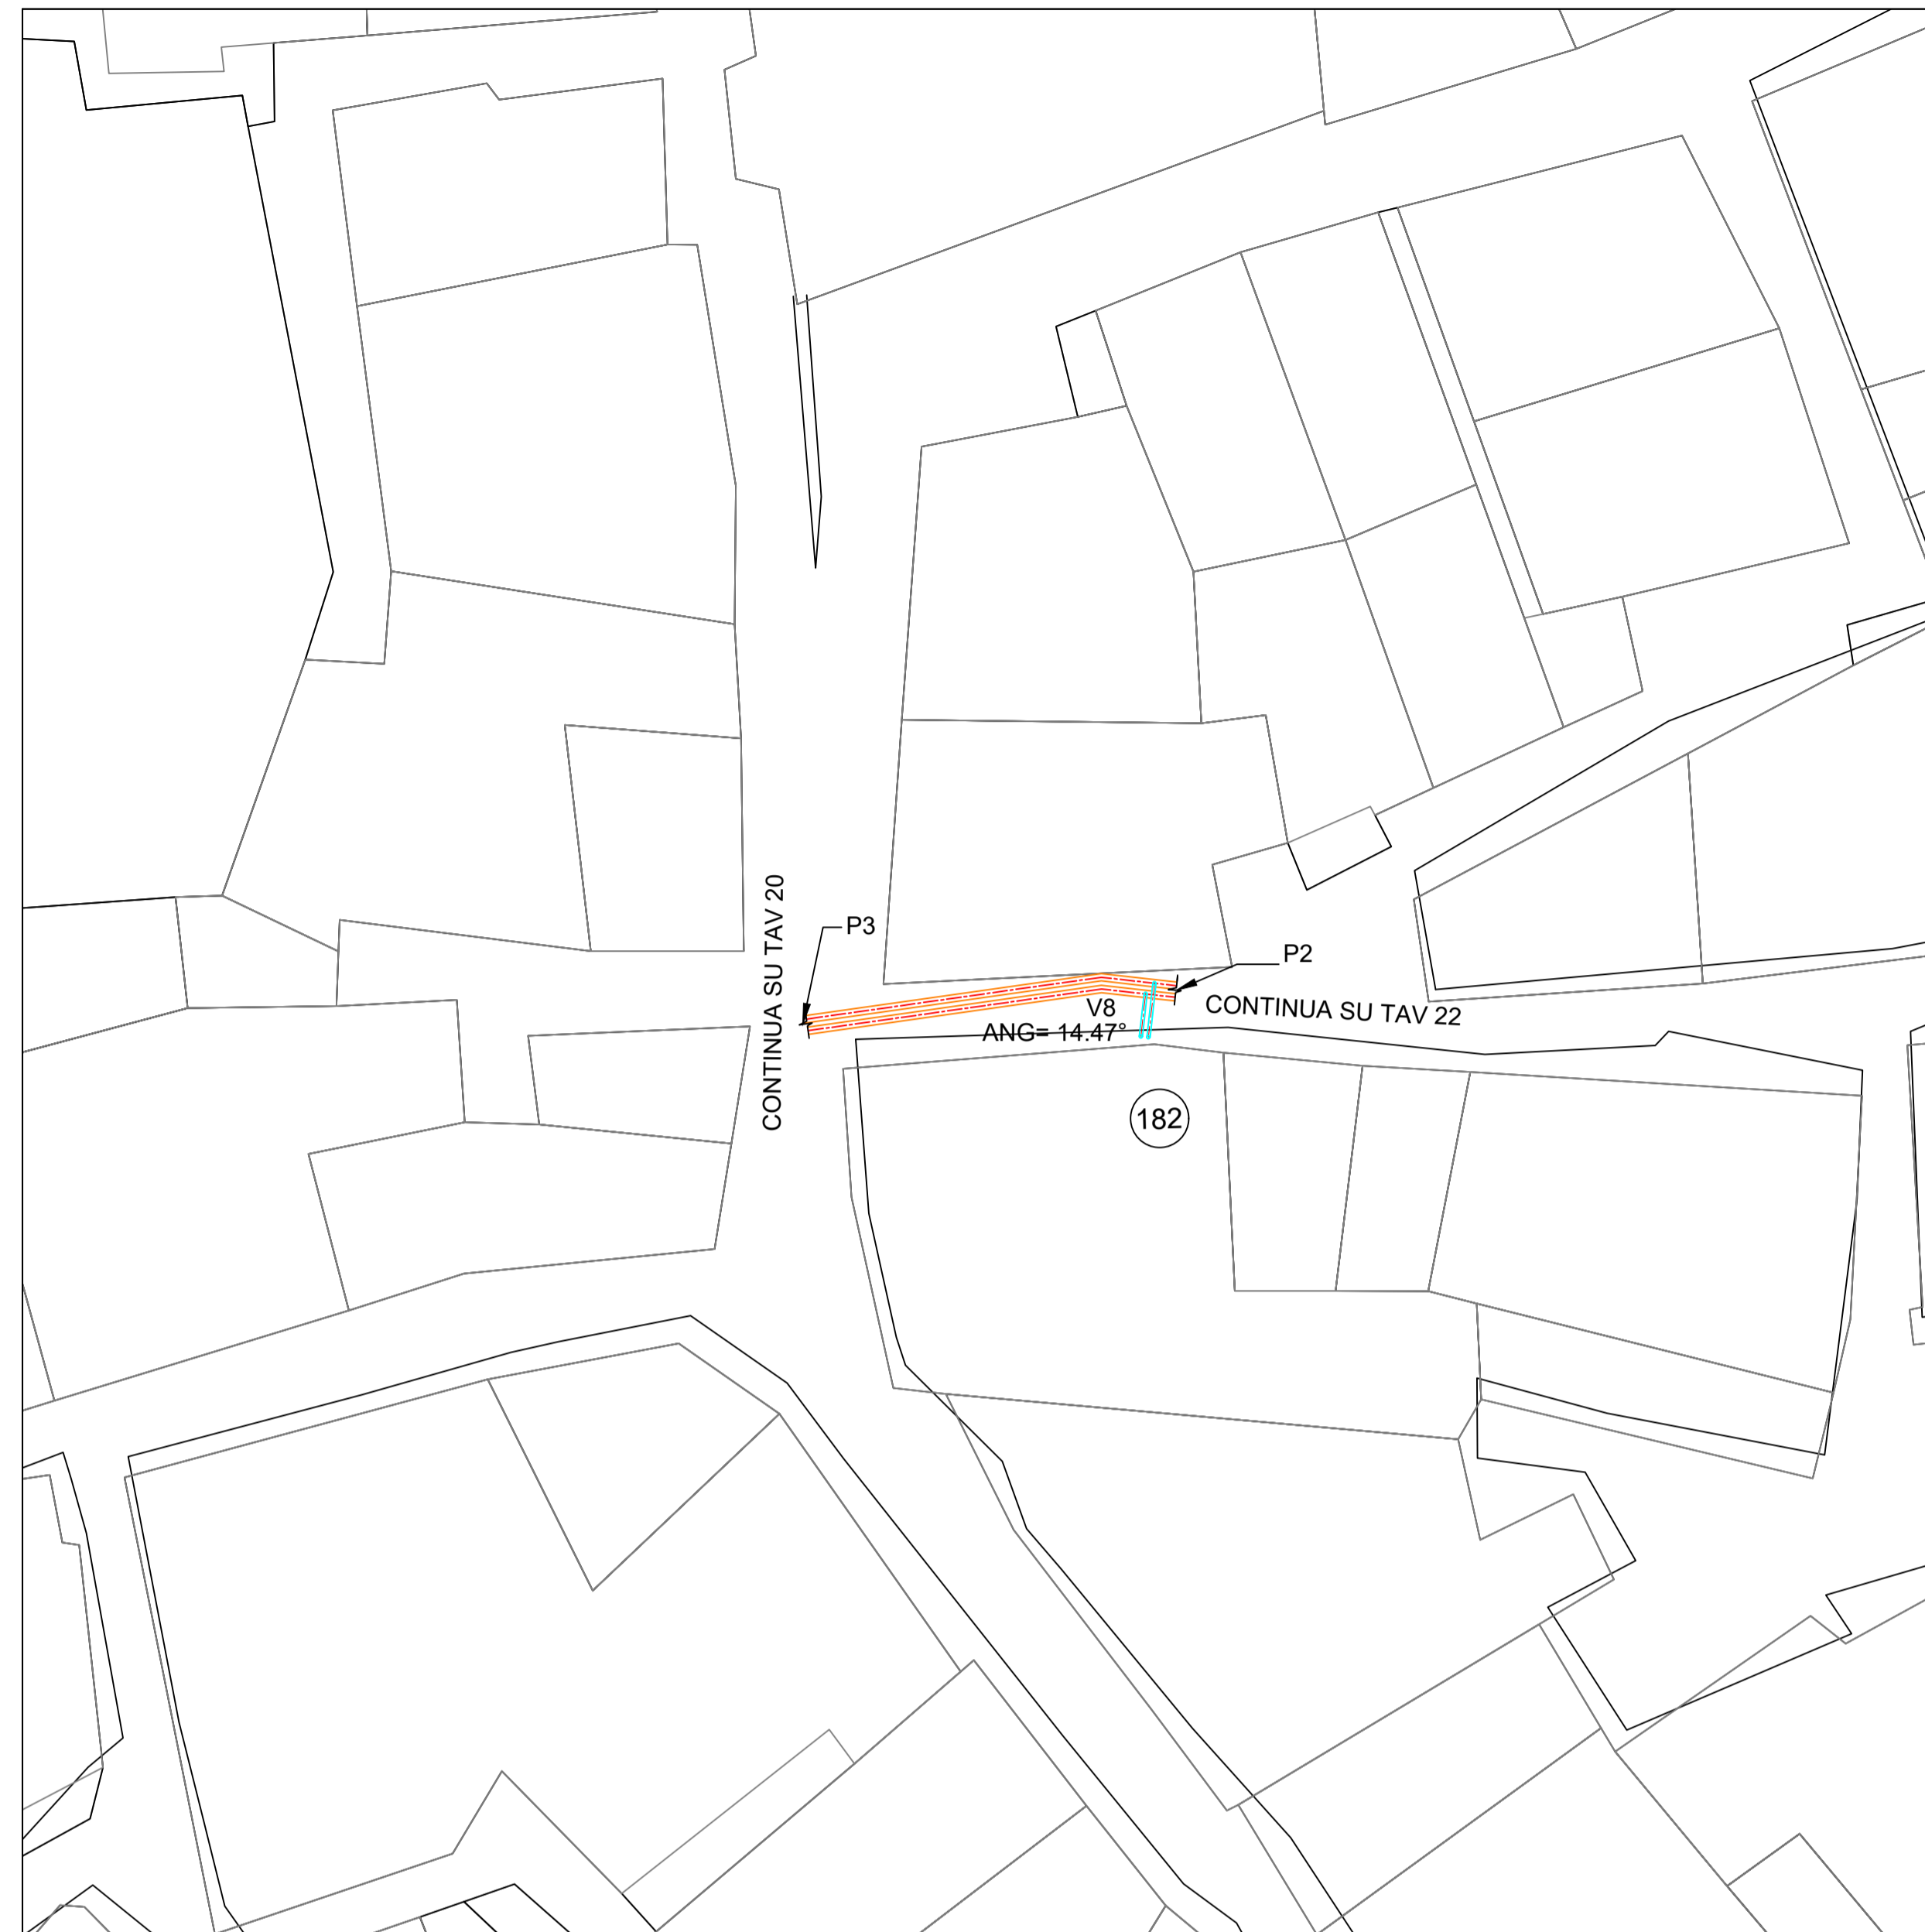 CONTINUA SU TAV 20
P3
P2
V8
ANG= 14.47°
CONTINUA SU TAV 22
182